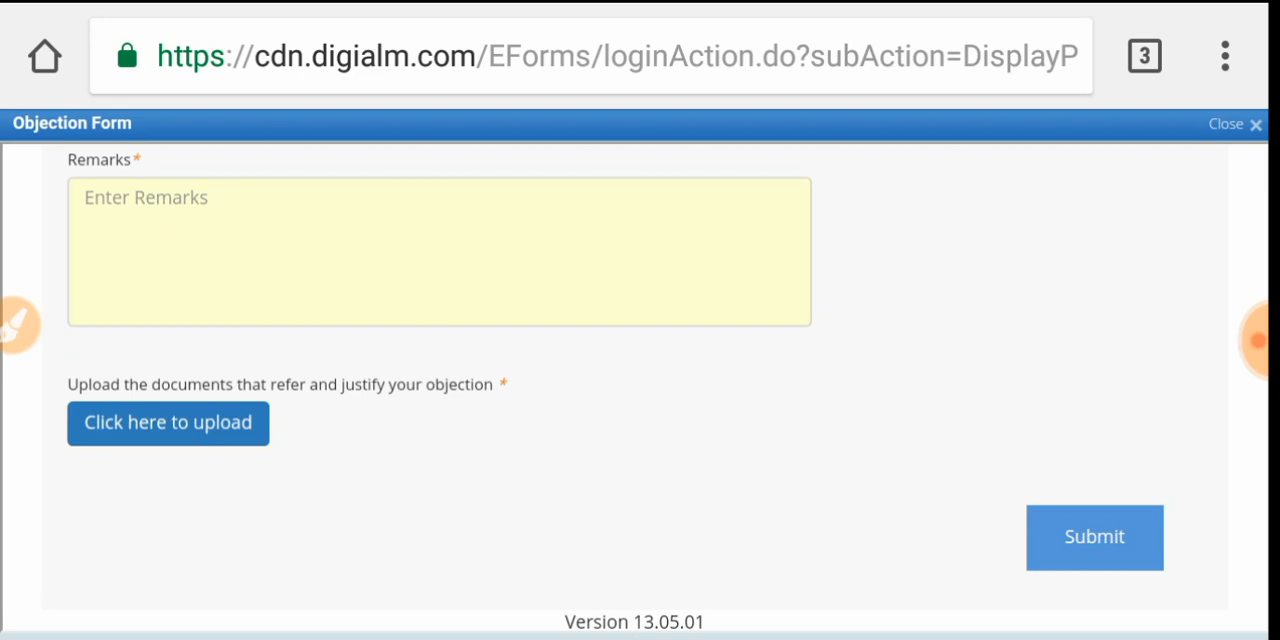 https://cdn.digialm.com/EForms/loginAction.do?subAction=DisplayP
3
Objection Form
Close ×
Remarks*
Enter Remarks
Upload the documents that refer and justify your objection *
Click here to upload
Submit
Version 13.05.01